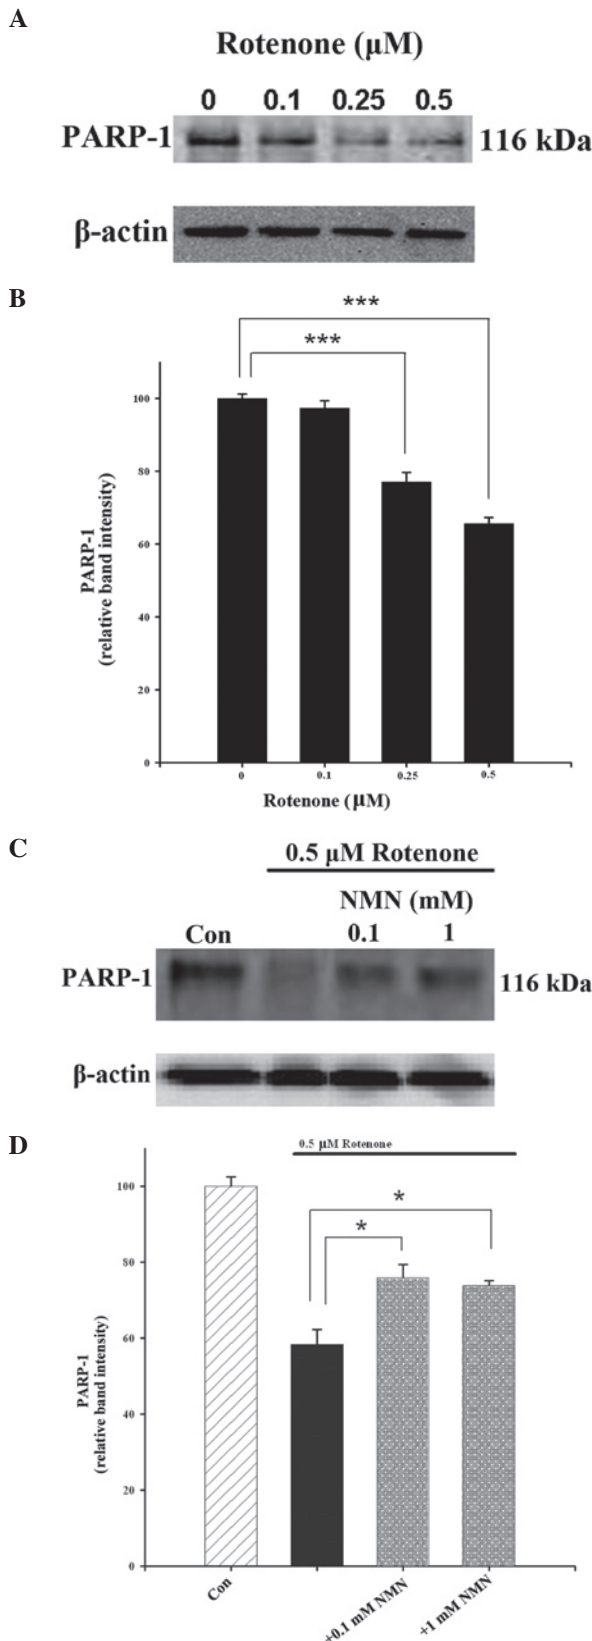 A
Rotenone (μM)
0 0.1 0.25 0.5
PARP-1 116 kDa
β-actin
B
***
***
100
80
60
40
20
0
PARP-1
(relative band intensity)
0 0.1 0.25 0.5
Rotenone (μM)
C
0.5 μM Rotenone
NMN (mM)
Con 0.1 1
PARP-1 116 kDa
β-actin
D
0.5 μM Rotenone
*
*
100
80
60
40
20
0
PARP-1
(relative band intensity)
Con +0.1 mM NMN +1 mM NMN